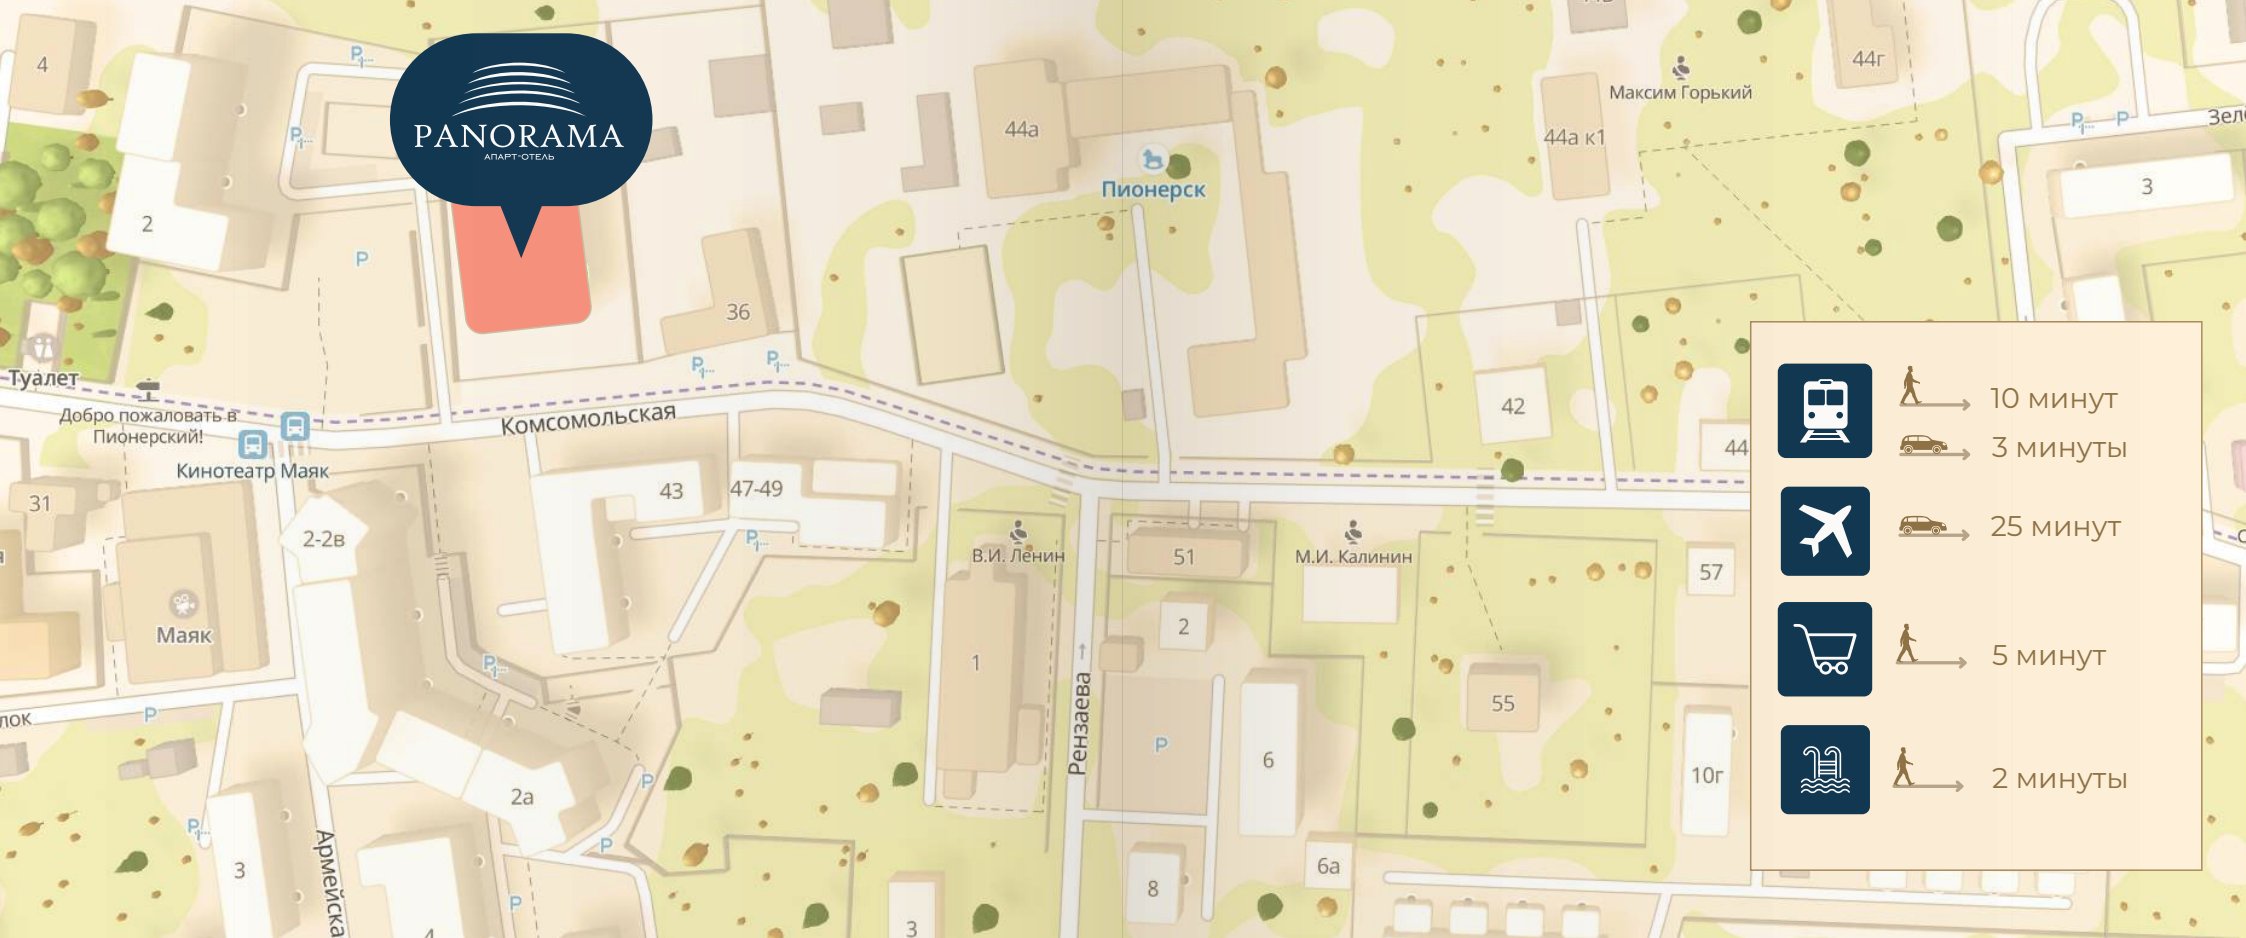 4
44г
Максим Горький
PANORAMA
АПАРТ-ОТЕЛЬ
44а
44а к1
P
P
P
P
Пионерск
3
2
P
36
P
P
Туалет
Добро пожаловать в
Пионерский!
Комсомольская
42
44
Кинотеатр Маяк
10 минут
3 минуты
25 минут
5 минут
2 минуты
31
43
47-49
2-2в
P
В.И. Ленин
51
М.И. Калинин
57
Маяк
2
1
P
55
Рензаева
P
P
6
10г
P
2а
P
P
3
6а
8
P
3
4